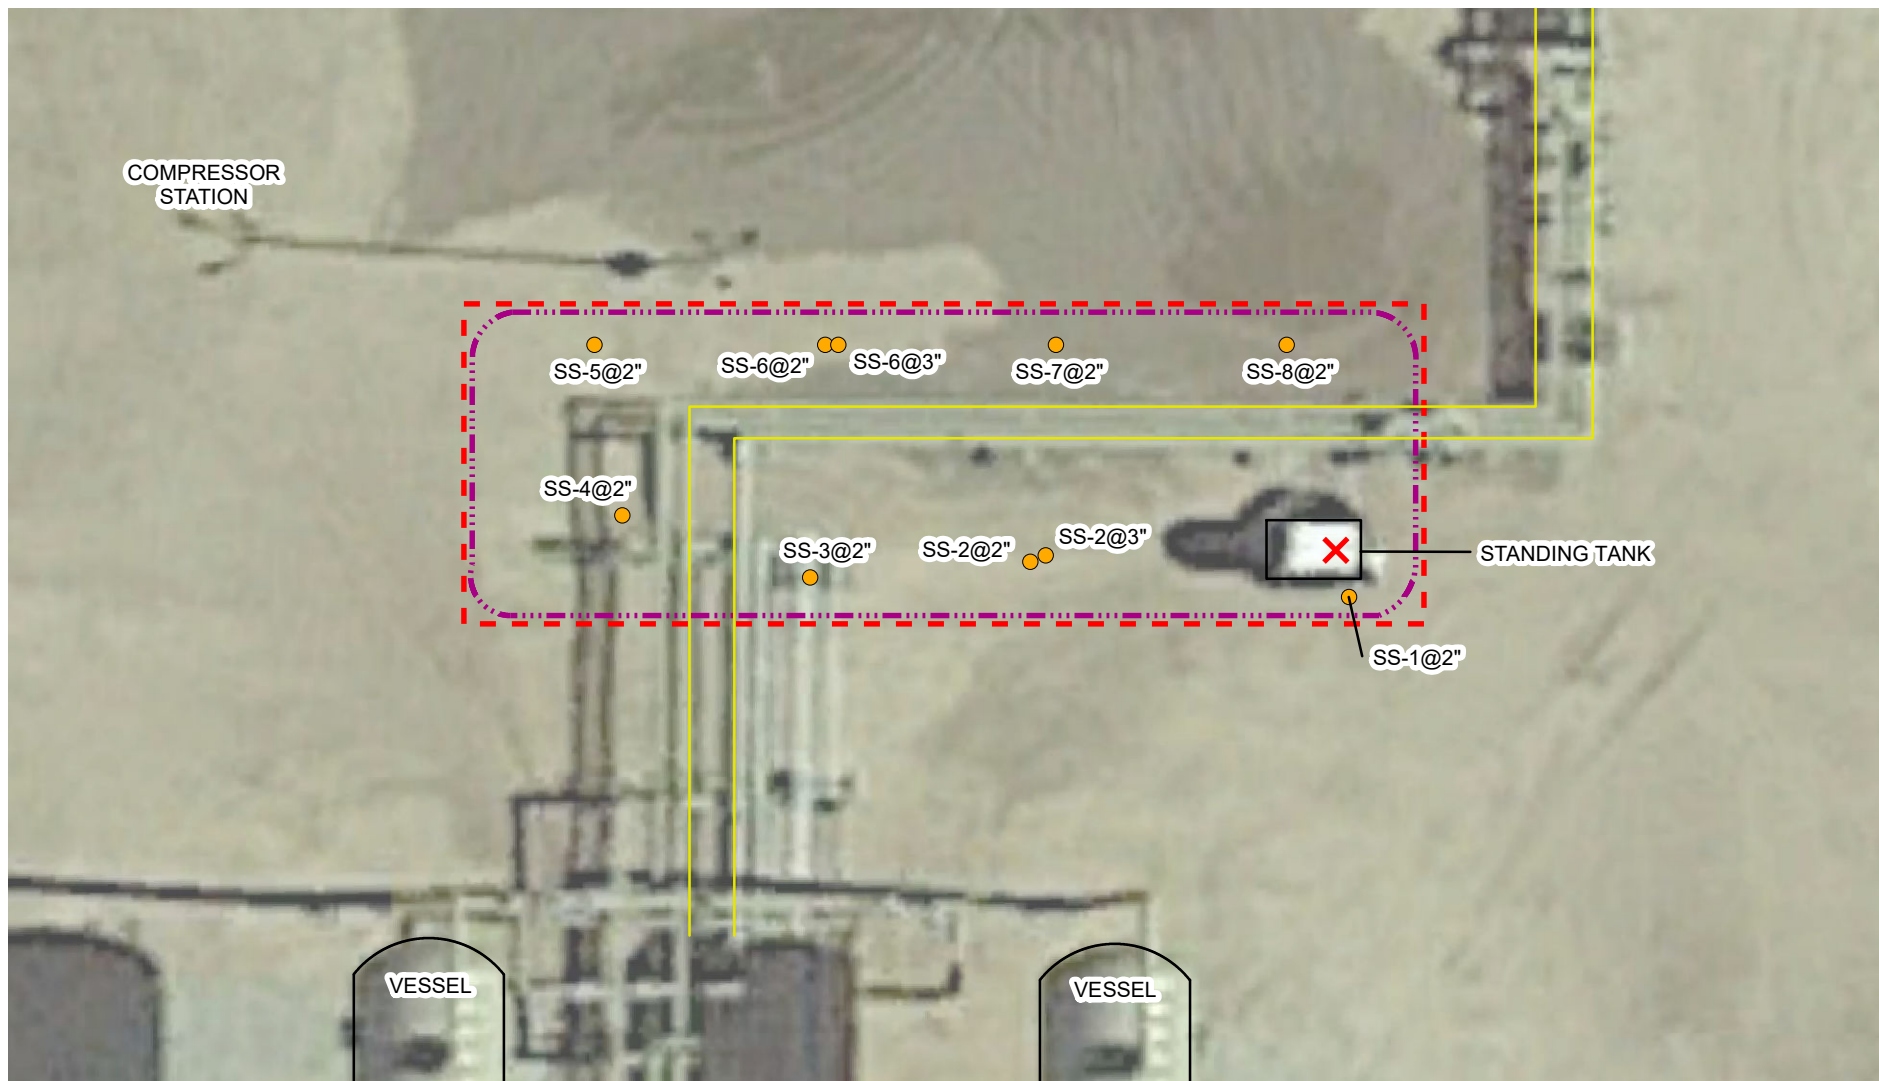 COMPRESSOR
STATION
SS-5@2"
SS-6@2"
SS-6@3"
SS-7@2"
SS-8@2"
SS-4@2"
SS-3@2"
SS-2@2"
SS-2@3"
STANDING TANK
SS-1@2"
VESSEL
VESSEL